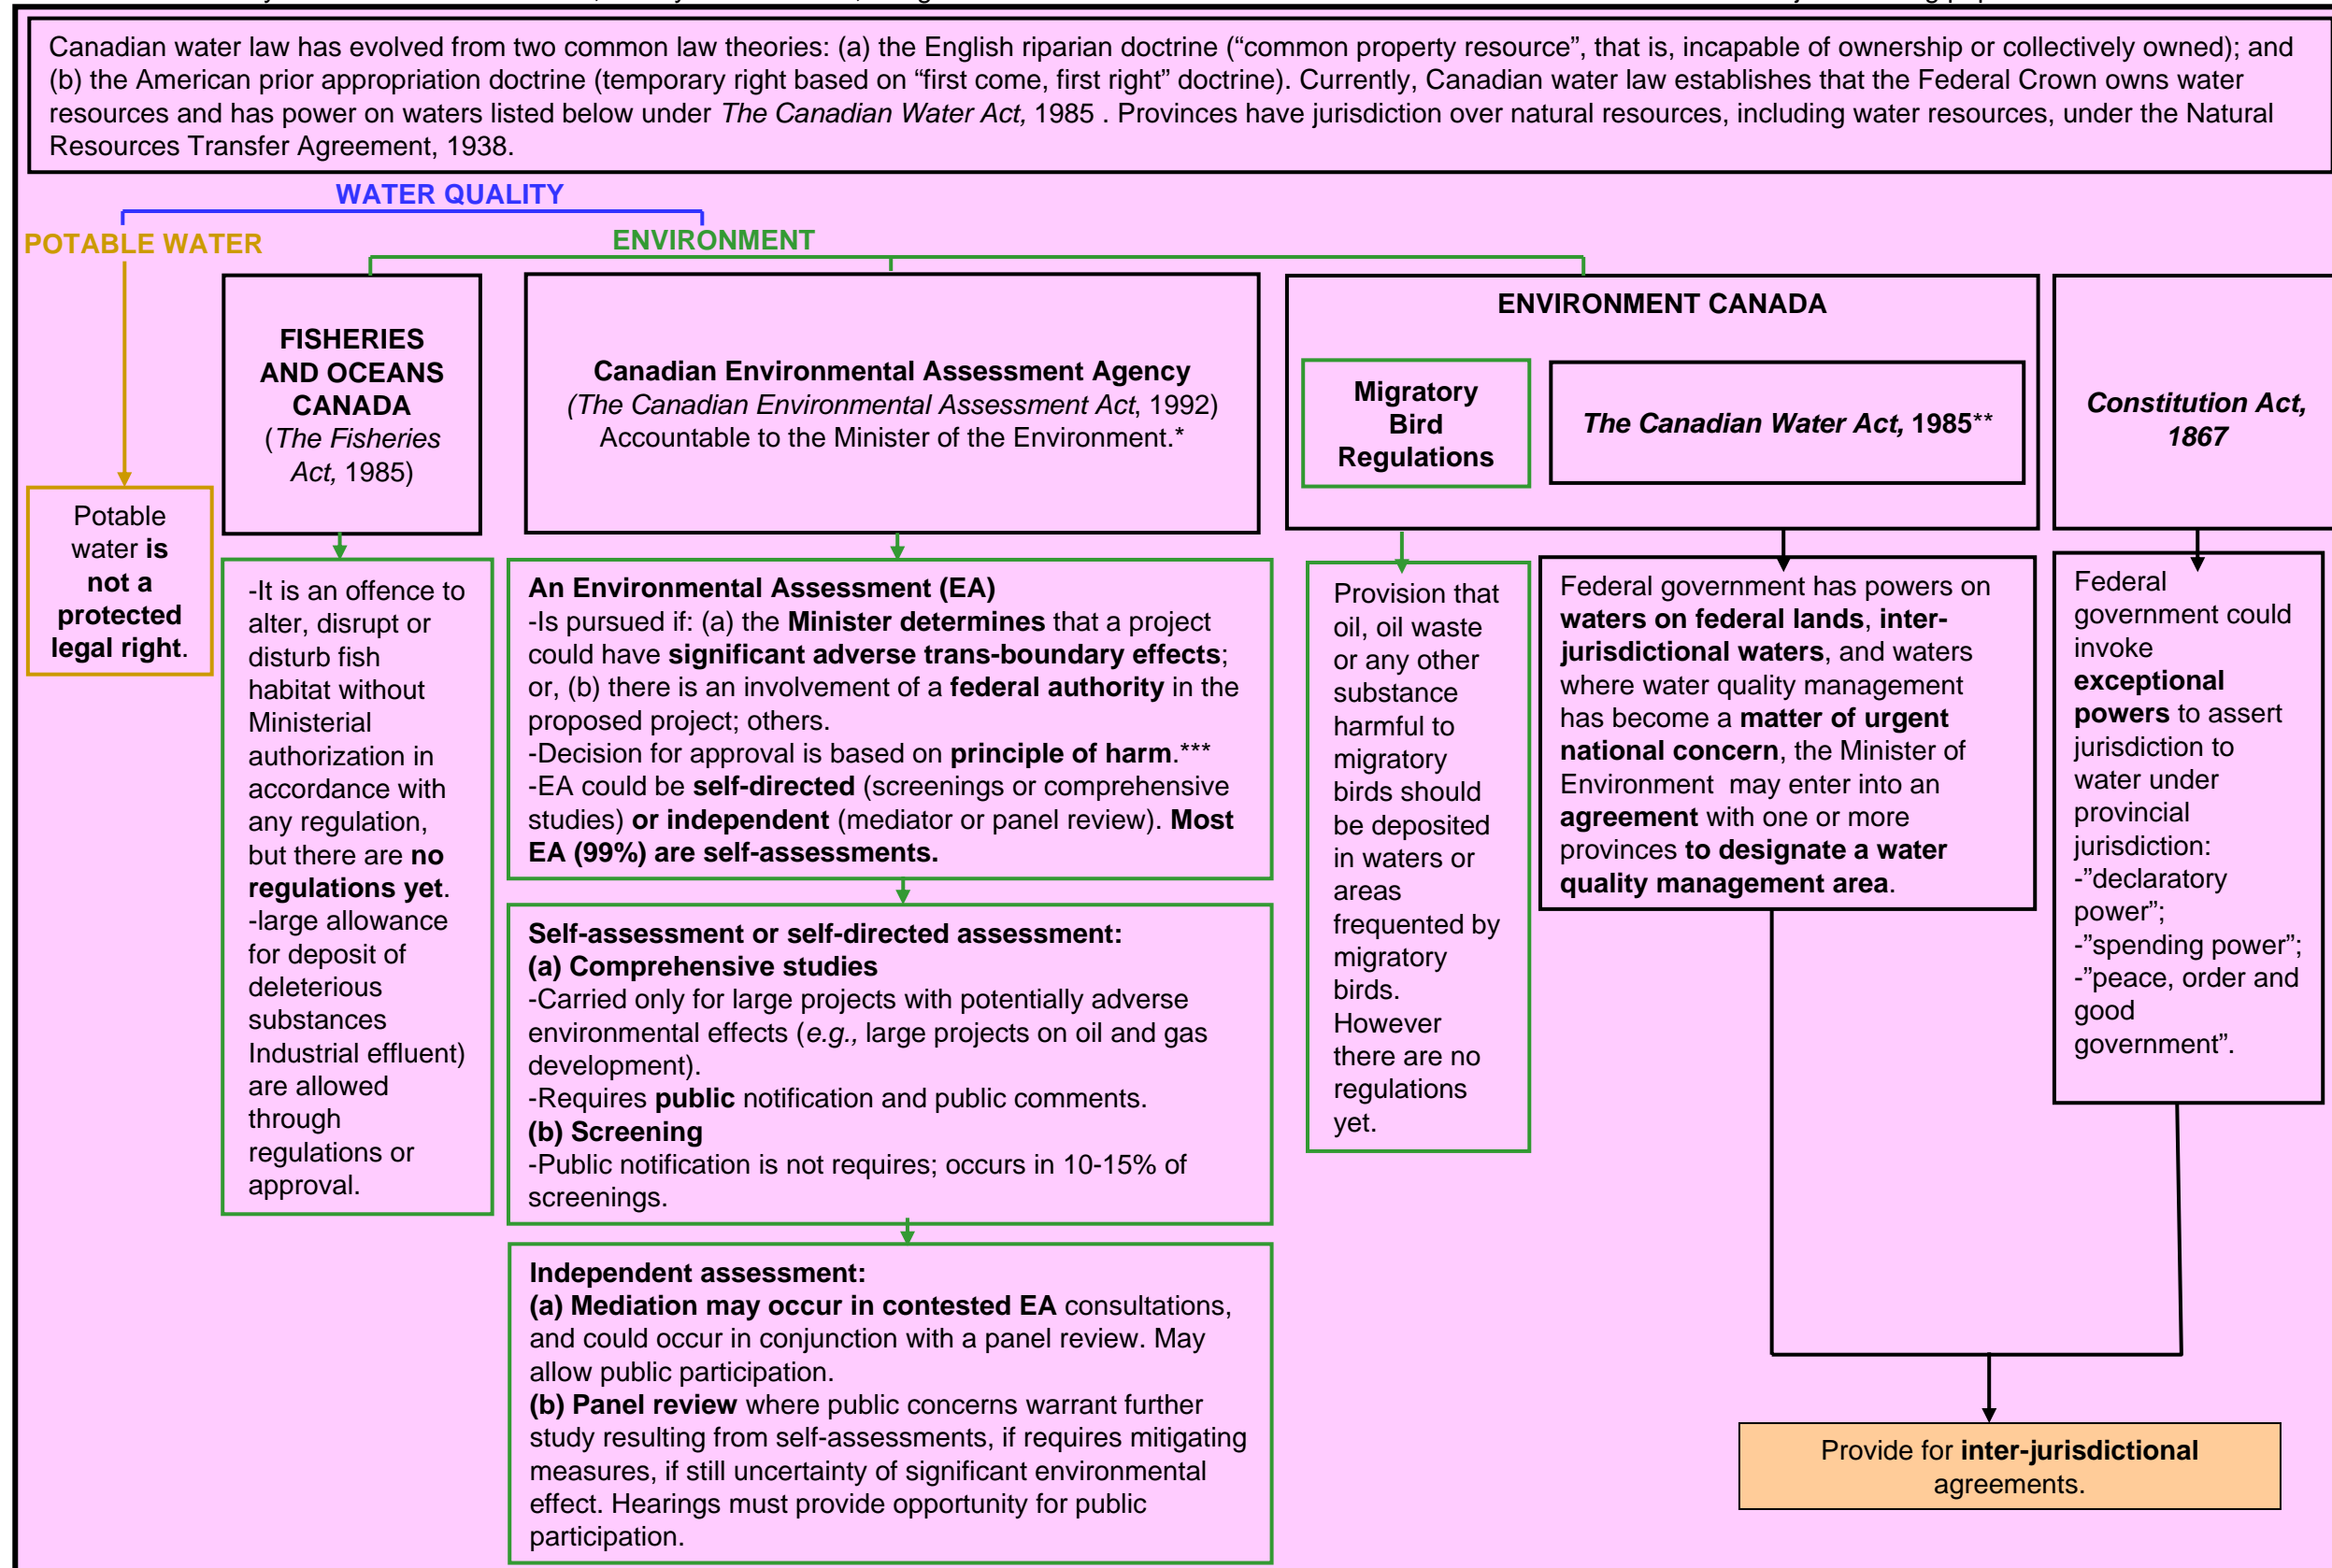 Canadian water law has evolved from two common law theories: (a) the English riparian doctrine (“common property resource”, that is, incapable of ownership or collectively owned); and
(b) the American prior appropriation doctrine (temporary right based on “first come, first right” doctrine). Currently, Canadian water law establishes that the Federal Crown owns water
resources and has power on waters listed below under The Canadian Water Act, 1985 . Provinces have jurisdiction over natural resources, including water resources, under the Natural
Resources Transfer Agreement, 1938.
WATER QUALITY
POTABLE WATER
ENVIRONMENT
Potable
water is
not a
protected
legal right.
FISHERIES
AND OCEANS
CANADA
(The Fisheries
Act, 1985)
-It is an offence to
alter, disrupt or
disturb fish
habitat without
Ministerial
authorization in
accordance with
any regulation,
but there are no
regulations yet.
-large allowance
for deposit of
deleterious
substances
Industrial effluent)
are allowed
through
regulations or
approval.
Canadian Environmental Assessment Agency
(The Canadian Environmental Assessment Act, 1992)
Accountable to the Minister of the Environment.*
An Environmental Assessment (EA)
-Is pursued if: (a) the Minister determines that a project
could have significant adverse trans-boundary effects;
or, (b) there is an involvement of a federal authority in the
proposed project; others.
-Decision for approval is based on principle of harm.***
-EA could be self-directed (screenings or comprehensive
studies) or independent (mediator or panel review). Most
EA (99%) are self-assessments.
Self-assessment or self-directed assessment:
(a) Comprehensive studies
-Carried only for large projects with potentially adverse
environmental effects (e.g., large projects on oil and gas
development).
-Requires public notification and public comments.
(b) Screening
-Public notification is not requires; occurs in 10-15% of
screenings.
Independent assessment:
(a) Mediation may occur in contested EA consultations,
and could occur in conjunction with a panel review. May
allow public participation.
(b) Panel review where public concerns warrant further
study resulting from self-assessments, if requires mitigating
measures, if still uncertainty of significant environmental
effect. Hearings must provide opportunity for public
participation.
ENVIRONMENT CANADA
Migratory
Bird
Regulations
Provision that
oil, oil waste
or any other
substance
harmful to
migratory
birds should
be deposited
in waters or
areas
frequented by
migratory
birds.
However
there are no
regulations
yet.
The Canadian Water Act, 1985**
Federal government has powers on
waters on federal lands, inter-
jurisdictional waters, and waters
where water quality management
has become a matter of urgent
national concern, the Minister of
Environment  may enter into an
agreement with one or more
provinces to designate a water
quality management area.
Constitution Act,
1867
Federal
government could
invoke
exceptional
powers to assert
jurisdiction to
water under
provincial
jurisdiction:
-”declaratory
power”;
-”spending power”;
-”peace, order and
good
government”.
Provide for inter-jurisdictional
agreements.